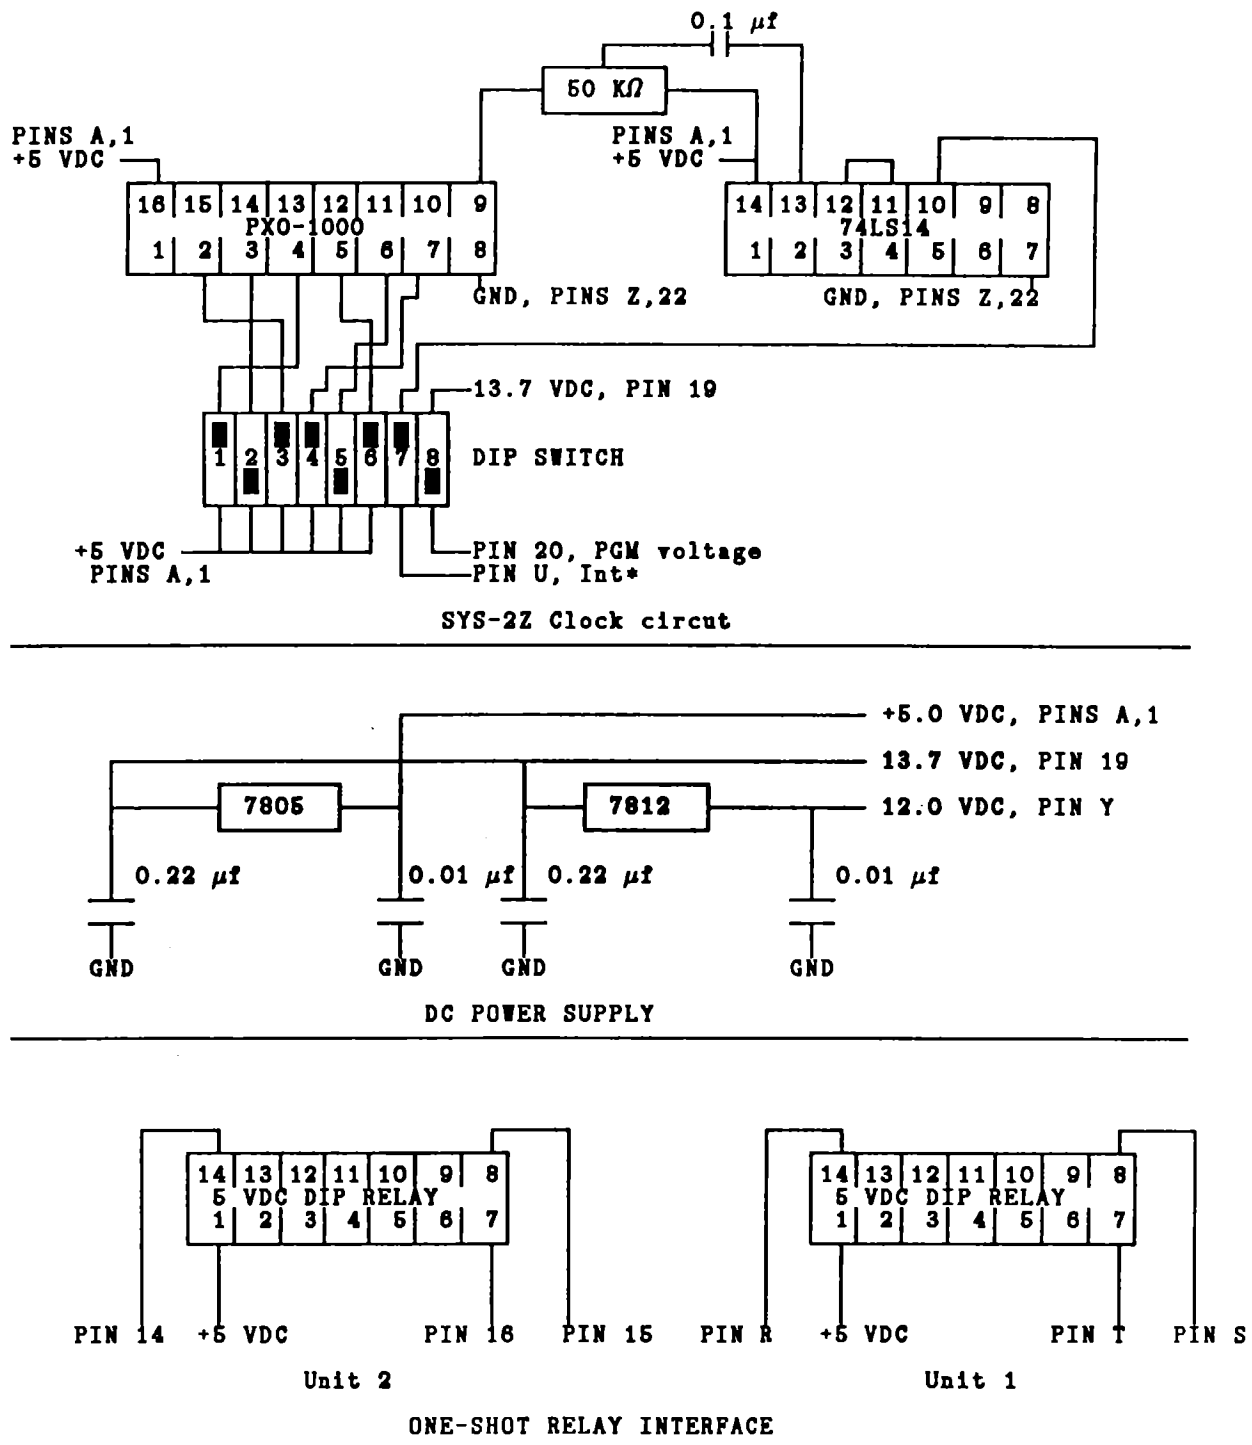 0.1 µf
50 KΩ
PINS A,1
+5 VDC
PINS A,1
+5 VDC
16 15 14 13 12 11 10 9
PXO-1000
1 2 3 4 5 6 7 8
14 13 12 11 10 9 8
74LS14
1 2 3 4 5 6 7
GND, PINS Z,22
GND, PINS Z,22
13.7 VDC, PIN 19
1 2 3 4 5 6 7 8
DIP SWITCH
+5 VDC
PINS A,1
PIN 20, PGM voltage
PIN U, Int*
SYS-2Z Clock circut
+5.0 VDC, PINS A,1
13.7 VDC, PIN 19
7805
7812
12.0 VDC, PIN Y
0.22 µf
0.01 µf
0.22 µf
0.01 µf
GND
GND
GND
GND
DC POWER SUPPLY
14 13 12 11 10 9 8
5 VDC DIP RELAY
1 2 3 4 5 6 7
14 13 12 11 10 9 8
5 VDC DIP RELAY
1 2 3 4 5 6 7
PIN 14
+5 VDC
PIN 16
PIN 15
PIN R
+5 VDC
PIN T
PIN S
Unit 2
Unit 1
ONE-SHOT RELAY INTERFACE